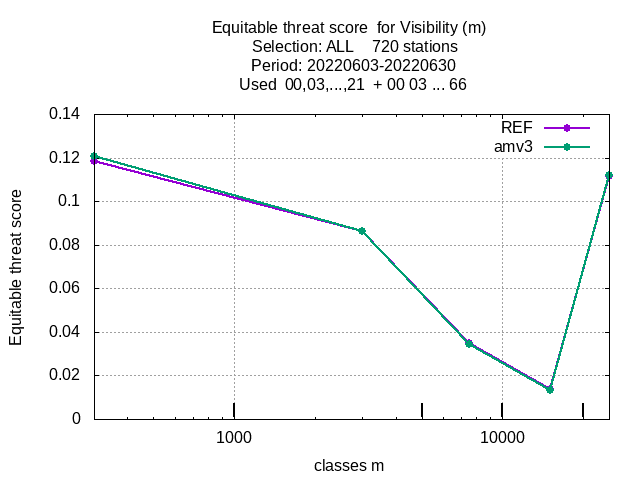 Equitable threat score  for Visibility (m)
Selection: ALL    720 stations
Period: 20220603-20220630
Used  00,03,...,21  + 00 03 ... 66
REF
amv3
Equitable threat score
0.14
0.12
0.1
0.08
0.06
0.04
0.02
0
1000
10000
classes m